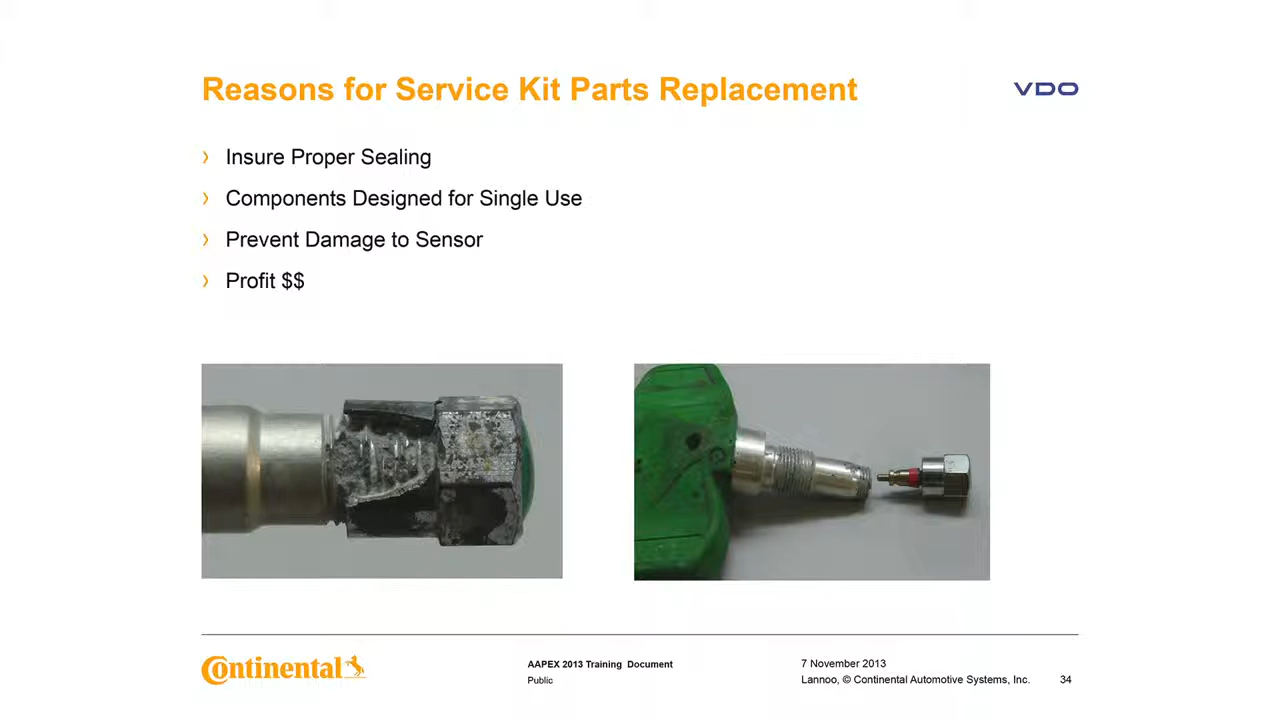 Reasons for Service Kit Parts Replacement
VDO
› Insure Proper Sealing
› Components Designed for Single Use
› Prevent Damage to Sensor
› Profit $$
Continental
AAPEX 2013 Training Document
Public
7 November 2013
Lannoo, © Continental Automotive Systems, Inc.
34